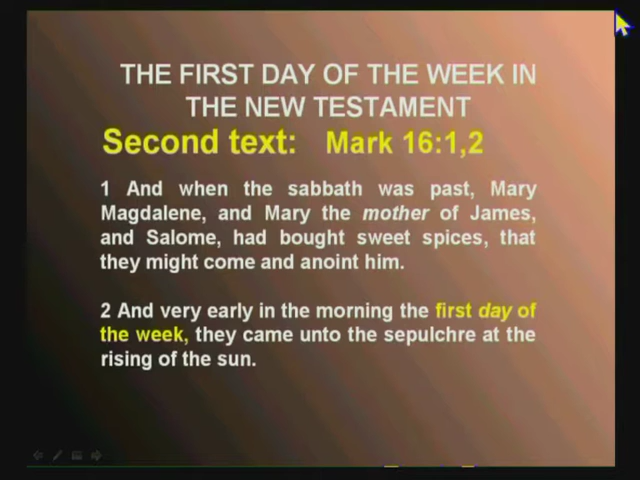 THE FIRST DAY OF THE WEEK IN
THE NEW TESTAMENT
Second text: Mark 16:1,2
1 And when the sabbath was past, Mary
Magdalene, and Mary the mother of James,
and Salome, had bought sweet spices, that
they might come and anoint him.
2 And very early in the morning the first day of
the week, they came unto the sepulchre at the
rising of the sun.